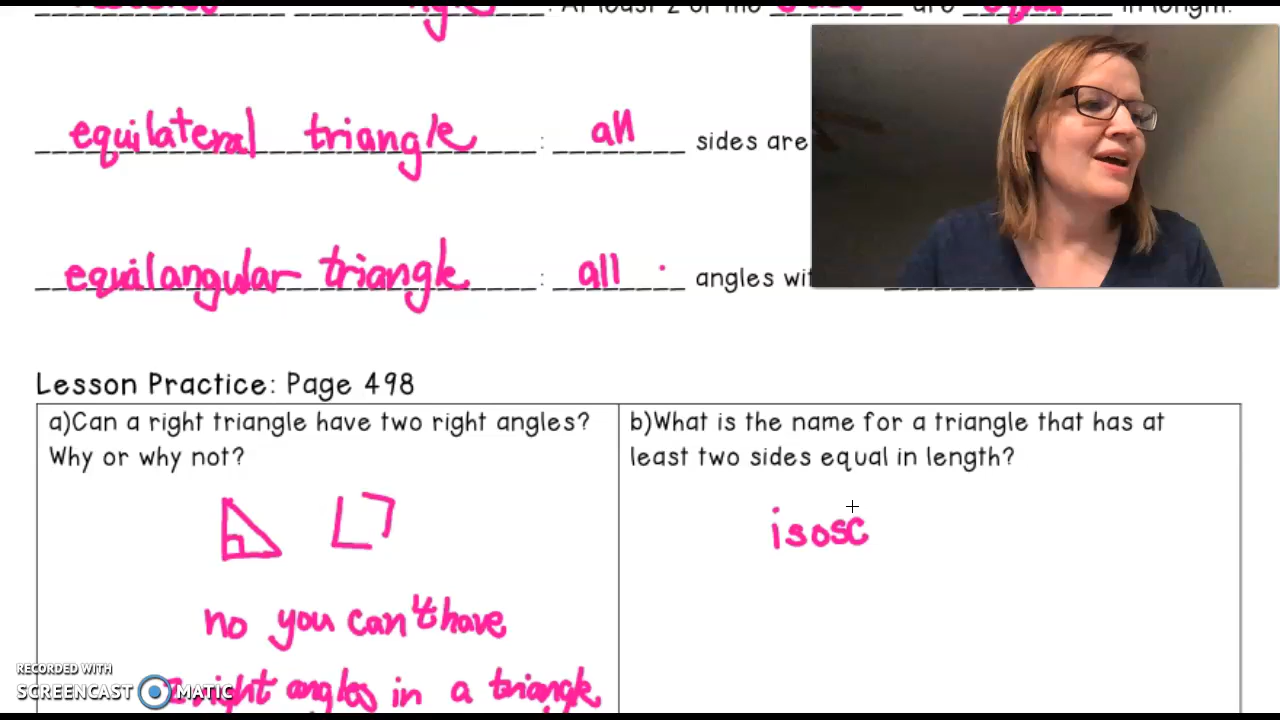 : At least 2 of the are in length.
equilateral triangle : all sides are
equilangular triangle : all angles wit
Lesson Practice: Page 498
a)Can a right triangle have two right angles?
Why or why not?
no you can't have
2 right angles in a triangle
b)What is the name for a triangle that has at
least two sides equal in length?
isosc
RECORDED WITH
SCREENCAST MATIC